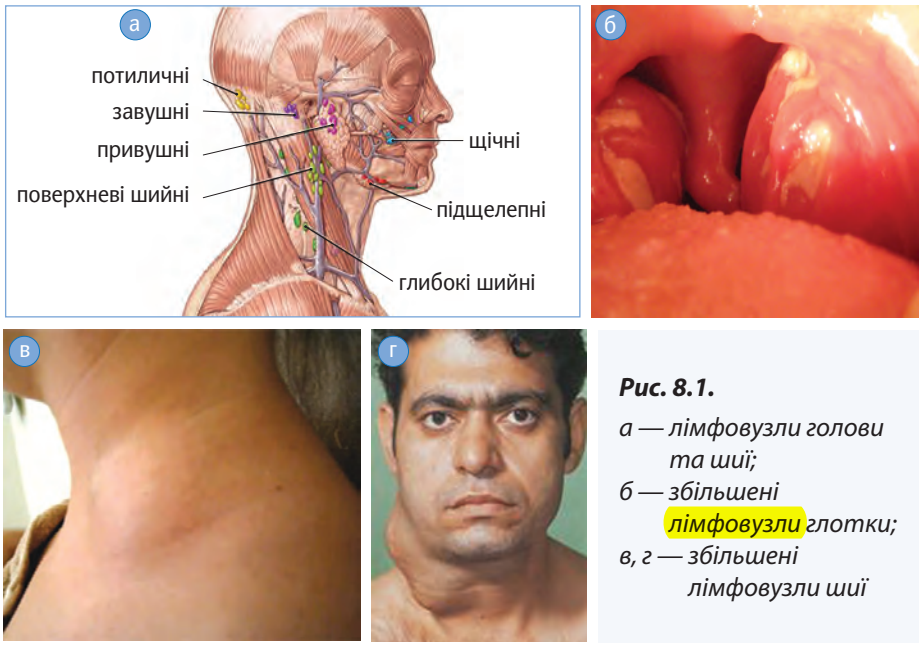 а
потиличні
завушні
привушні
поверхневі шийні
щічні
підщелепні
глибокі шийні
б
в
г
Рис. 8.1.
а — лімфовузли голови
та шиї;
б — збільшені
лімфовузли глотки;
в, г — збільшені
лімфовузли шиї